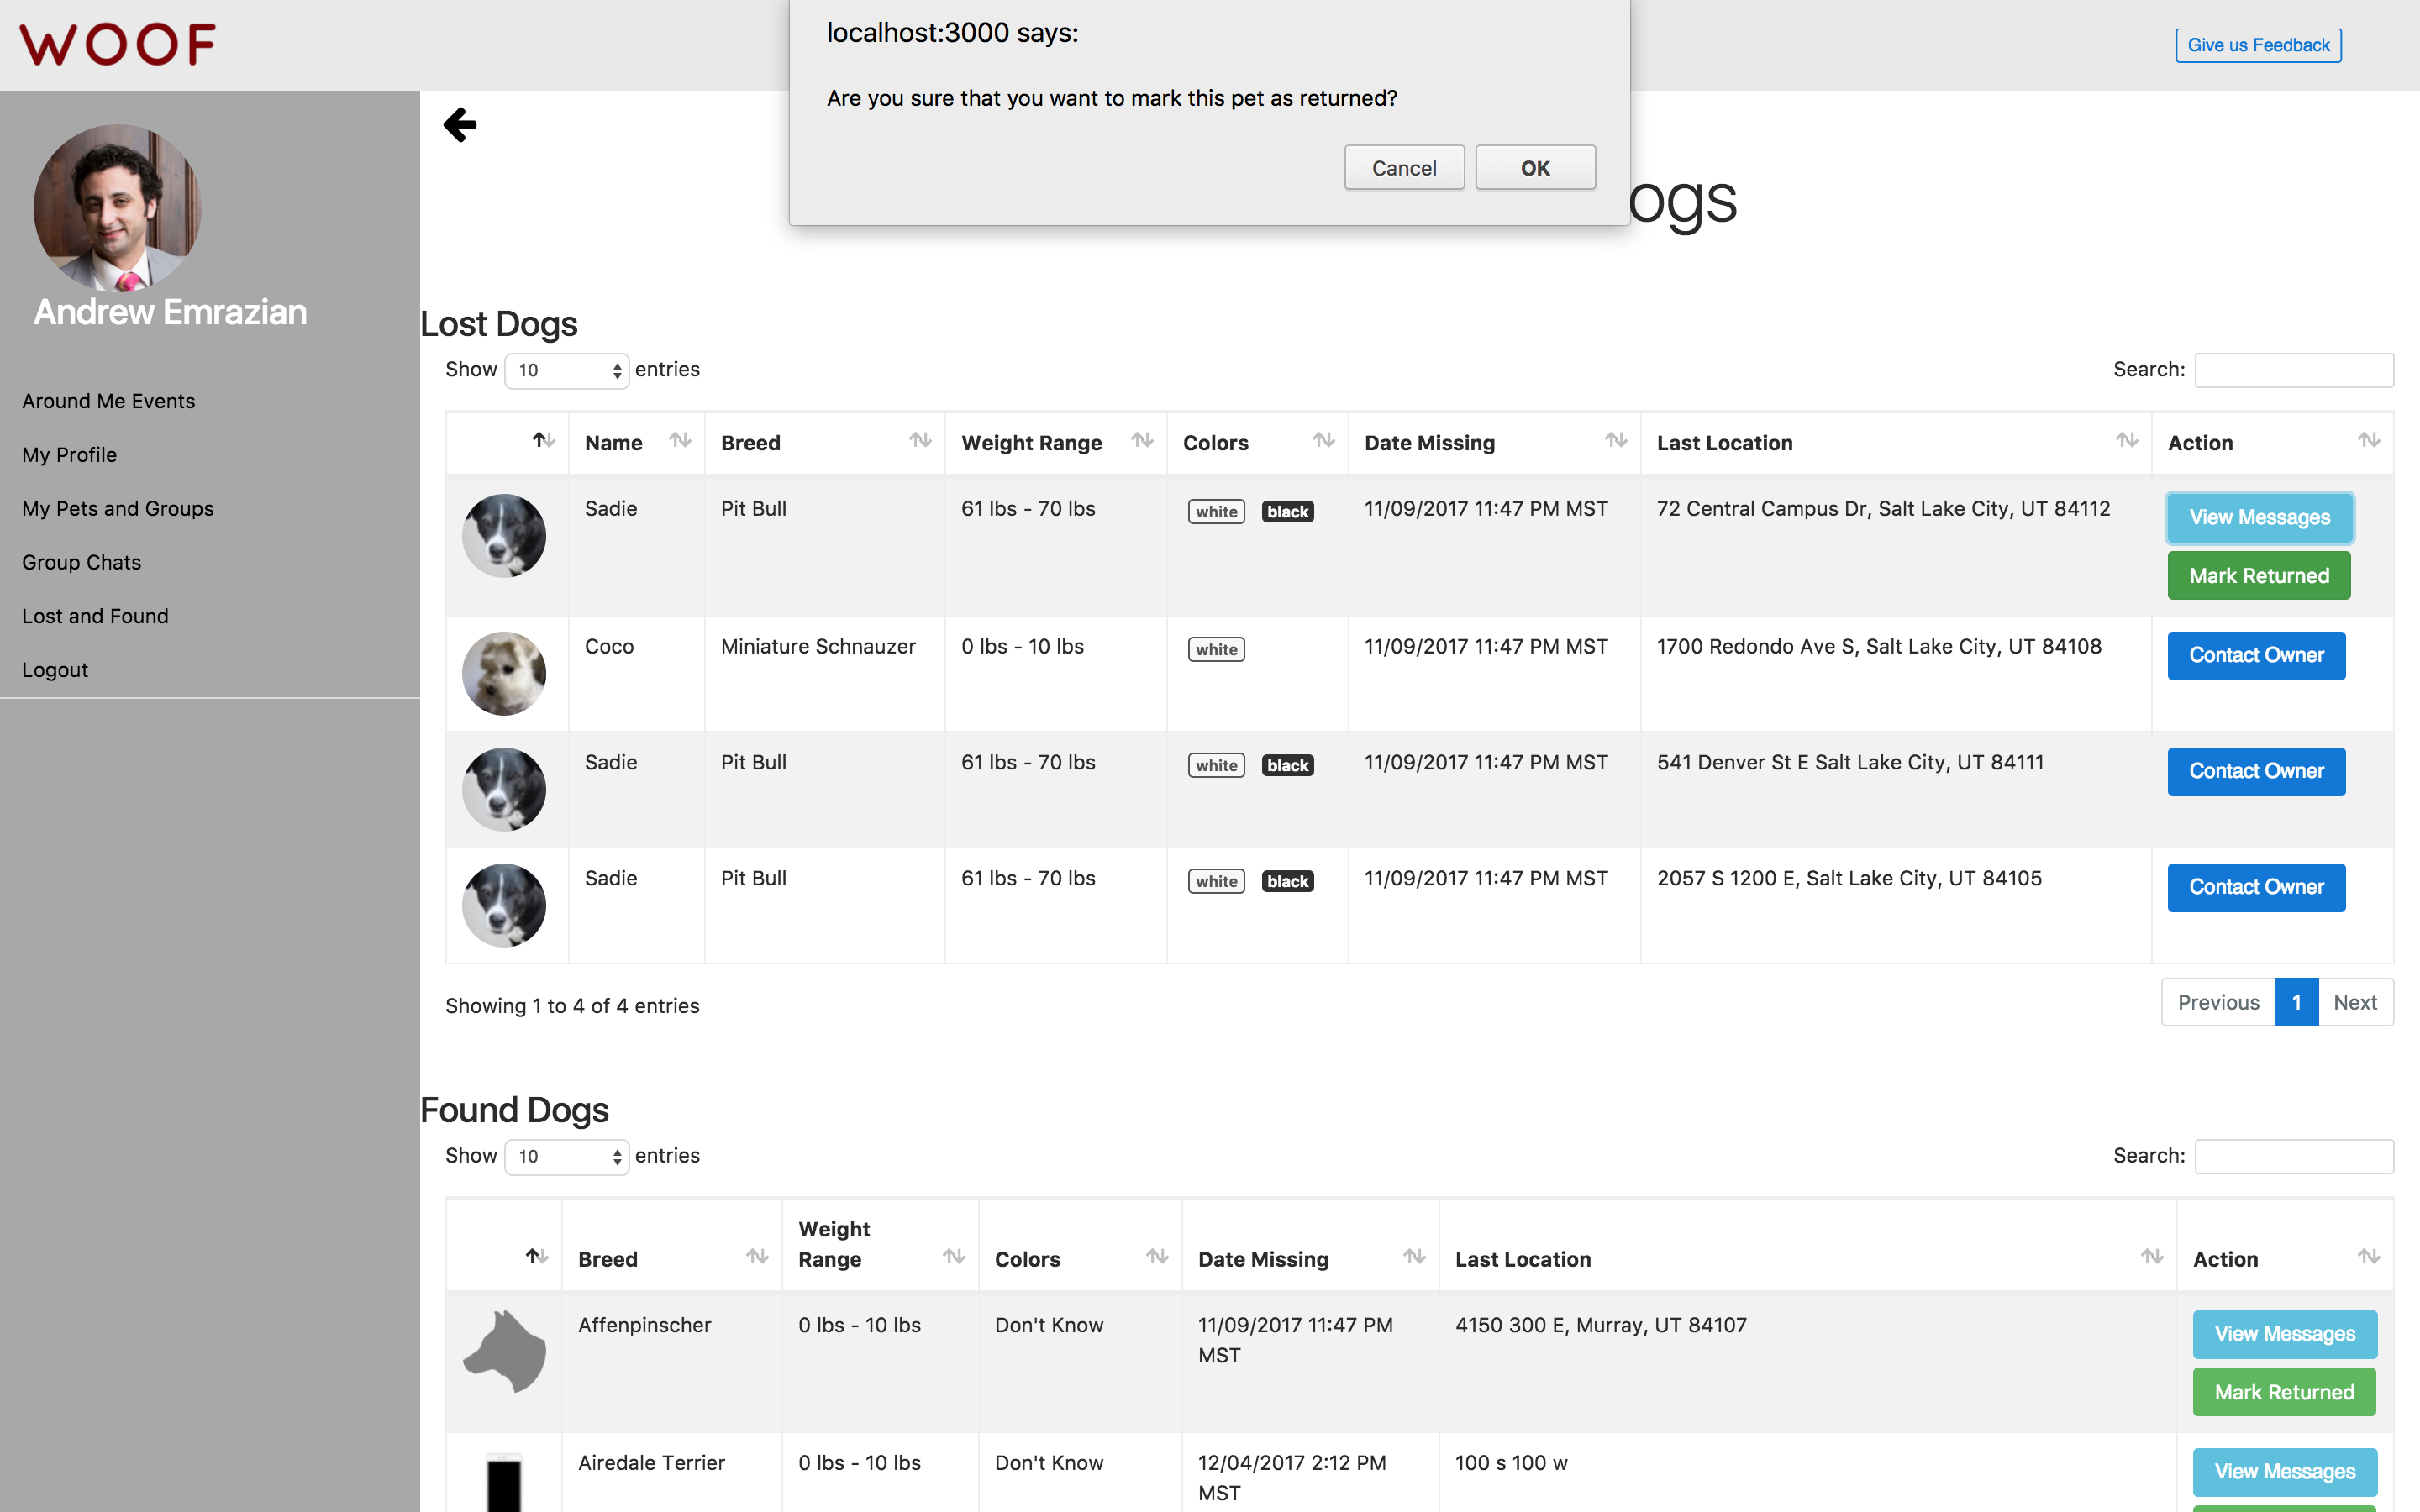 WOOF
localhost:3000 says:
Are you sure that you want to mark this pet as returned?
Cancel OK
Give us Feedback
Andrew Emrazian
Around Me Events
My Profile
My Pets and Groups
Group Chats
Lost and Found
Logout
ogs
Lost Dogs
Show 10 entries
Search:
Name Breed Weight Range Colors Date Missing Last Location Action
Sadie Pit Bull 61 lbs - 70 lbs white black 11/09/2017 11:47 PM MST 72 Central Campus Dr, Salt Lake City, UT 84112 View Messages
Mark Returned
Coco Miniature Schnauzer 0 lbs - 10 lbs white 11/09/2017 11:47 PM MST 1700 Redondo Ave S, Salt Lake City, UT 84108 Contact Owner
Sadie Pit Bull 61 lbs - 70 lbs white black 11/09/2017 11:47 PM MST 541 Denver St E Salt Lake City, UT 84111 Contact Owner
Sadie Pit Bull 61 lbs - 70 lbs white black 11/09/2017 11:47 PM MST 2057 S 1200 E, Salt Lake City, UT 84105 Contact Owner
Showing 1 to 4 of 4 entries
Previous 1 Next
Found Dogs
Show 10 entries
Search:
Weight
Breed Range Colors Date Missing Last Location Action
Affenpinscher 0 lbs - 10 lbs Don't Know 11/09/2017 11:47 PM 4150 300 E, Murray, UT 84107 View Messages
MST
Mark Returned
Airedale Terrier 0 lbs - 10 lbs Don't Know 12/04/2017 2:12 PM 100 s 100 w View Messages
MST